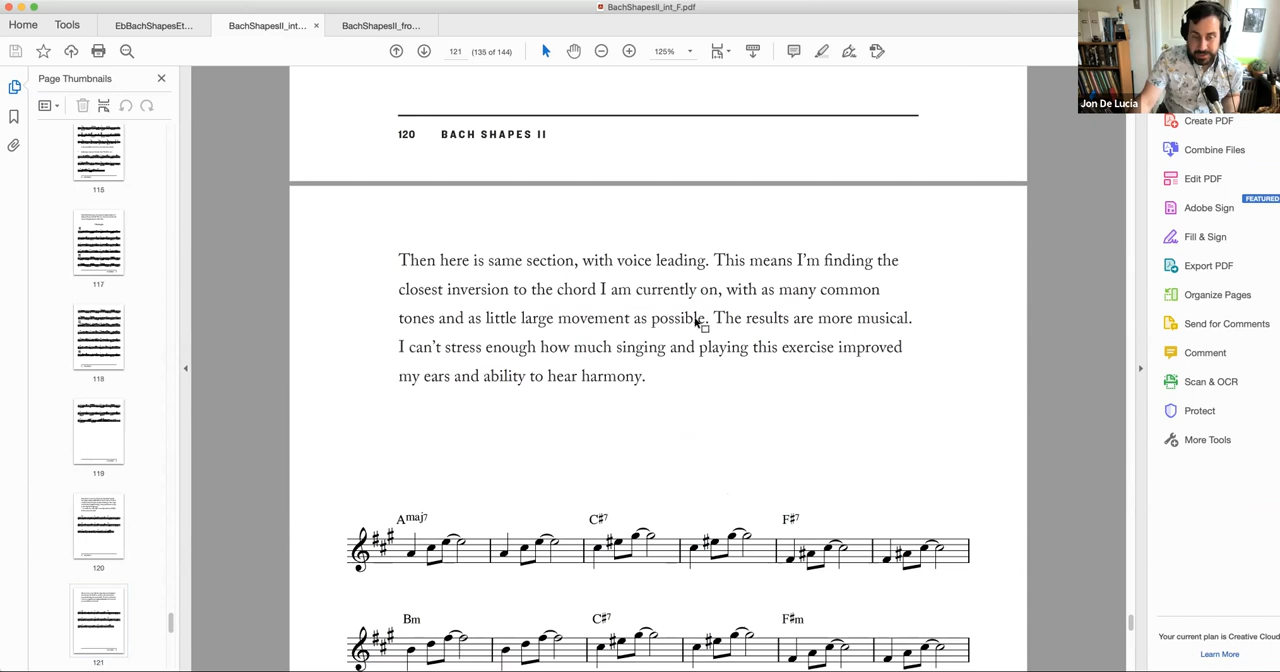 BachShapesII_int_F.pdf
Home Tools EbBachShapesEt... BachShapesII_int... × BachShapesII_fro...
121 (135 of 144) 125%
Page Thumbnails
Jon De Lucia
115
117
118
119
120
121
120 BACH SHAPES II
Then here is same section, with voice leading. This means I'm finding the
closest inversion to the chord I am currently on, with as many common
tones and as little large movement as possible. The results are more musical.
I can't stress enough how much singing and playing this exercise improved
my ears and ability to hear harmony.
Amaj7 C#7 F#7
Bm C#7 F#m
Create PDF
Combine Files
Edit PDF
FEATURED
Adobe Sign
Fill & Sign
Export PDF
Organize Pages
Send for Comments
Comment
Scan & OCR
Protect
More Tools
Your current plan is Creative Cloud
Learn More